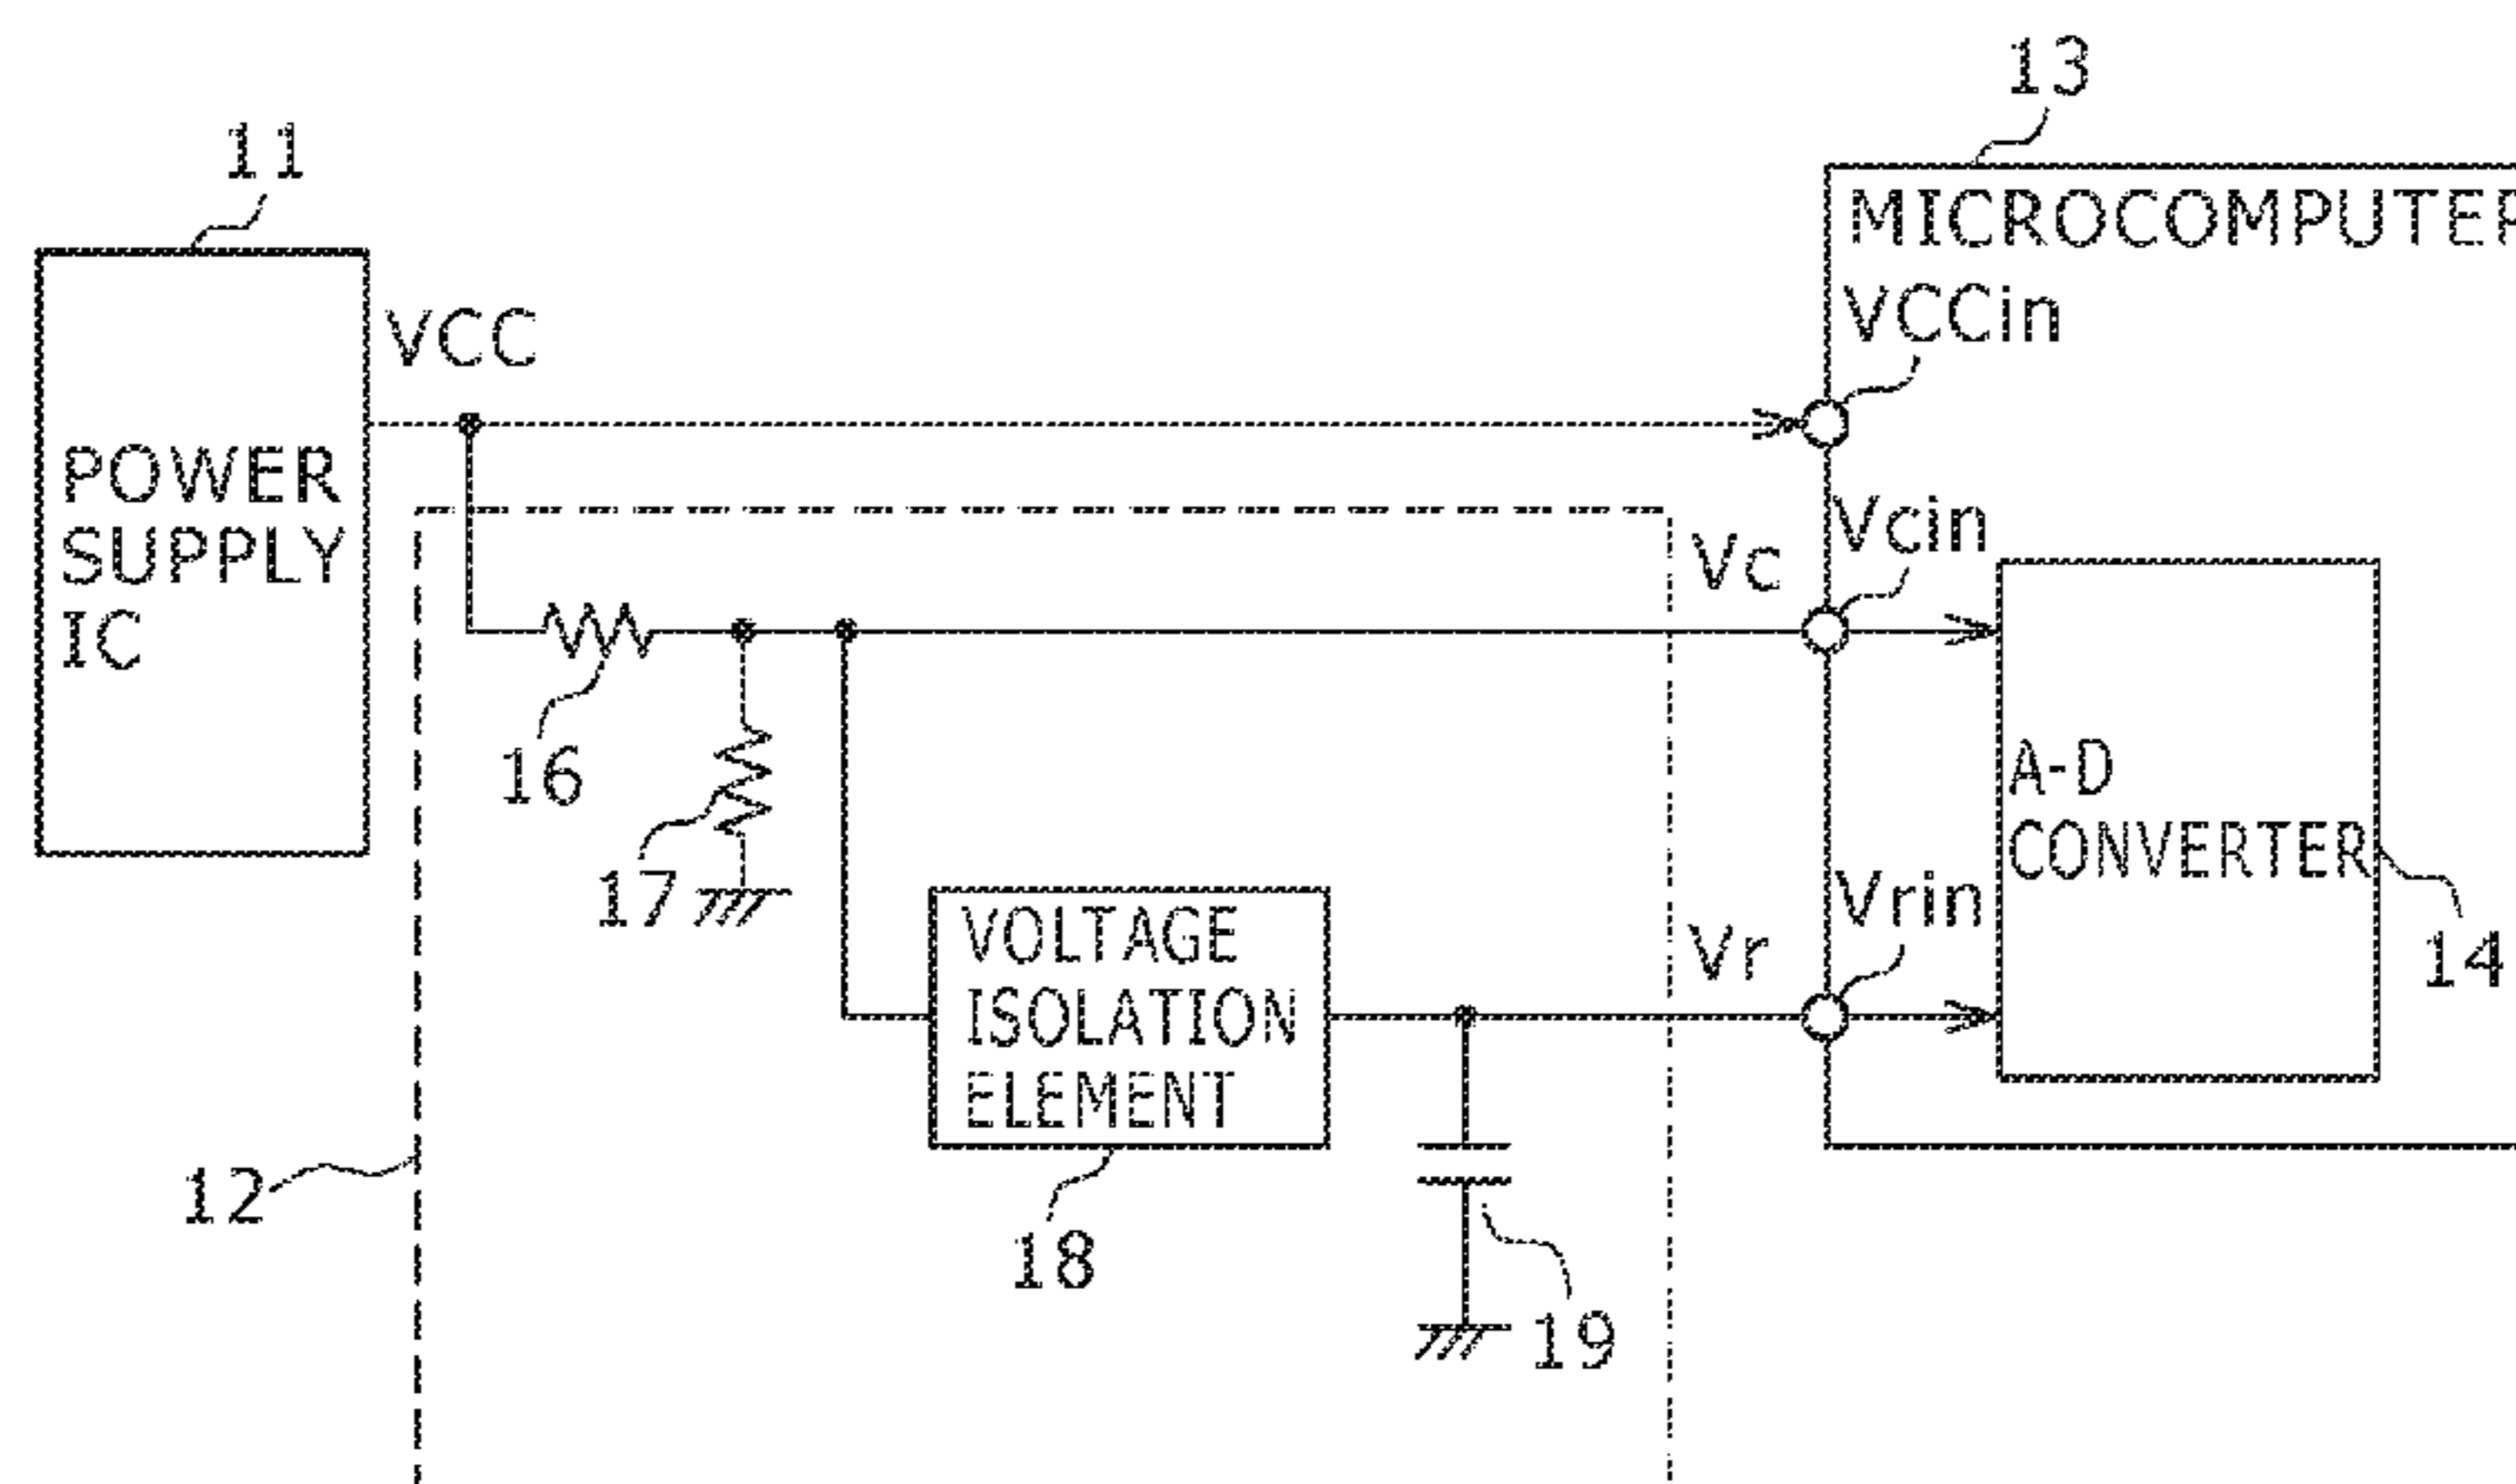 13
11
MICROCOMPUTER
VCCin
VCC
POWER
SUPPLY
IC
Vcin
Vc
16
A-D
CONVERTER
17
Vrin
Vr
14
VOLTAGE
ISOLATION
ELEMENT
12
18
19